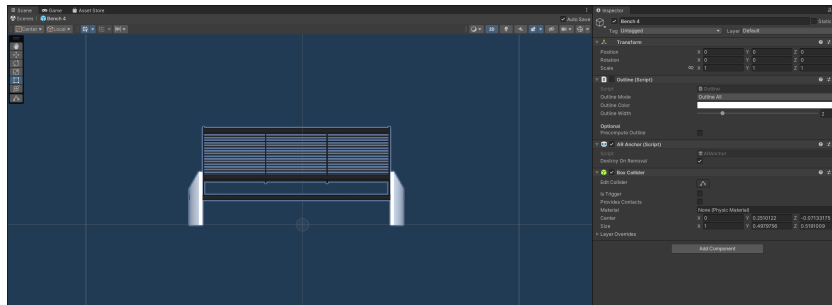 Scene Game Asset Store
Scenes Bench 4
Auto Save
Center Local
Inspector
Bench 4
Static
Tag Untagged Layer Default
Transform
Position X 0 Y 0 Z 0
Rotation X 0 Y 0 Z 0
Scale X 1 Y 1 Z 1
Outline (Script)
Script Outline
Outline Mode Outline All
Outline Color
Outline Width 2
Optional
Precompute Outline
AR Anchor (Script)
Script ARAnchor
Destroy On Removal
Box Collider
Edit Collider
Is Trigger
Provides Contacts
Material None (Physic Material)
Center X 0 Y 0.2510122 Z -0.07133175
Size X 1 Y 0.4979756 Z 0.5181009
Layer Overrides
Add Component